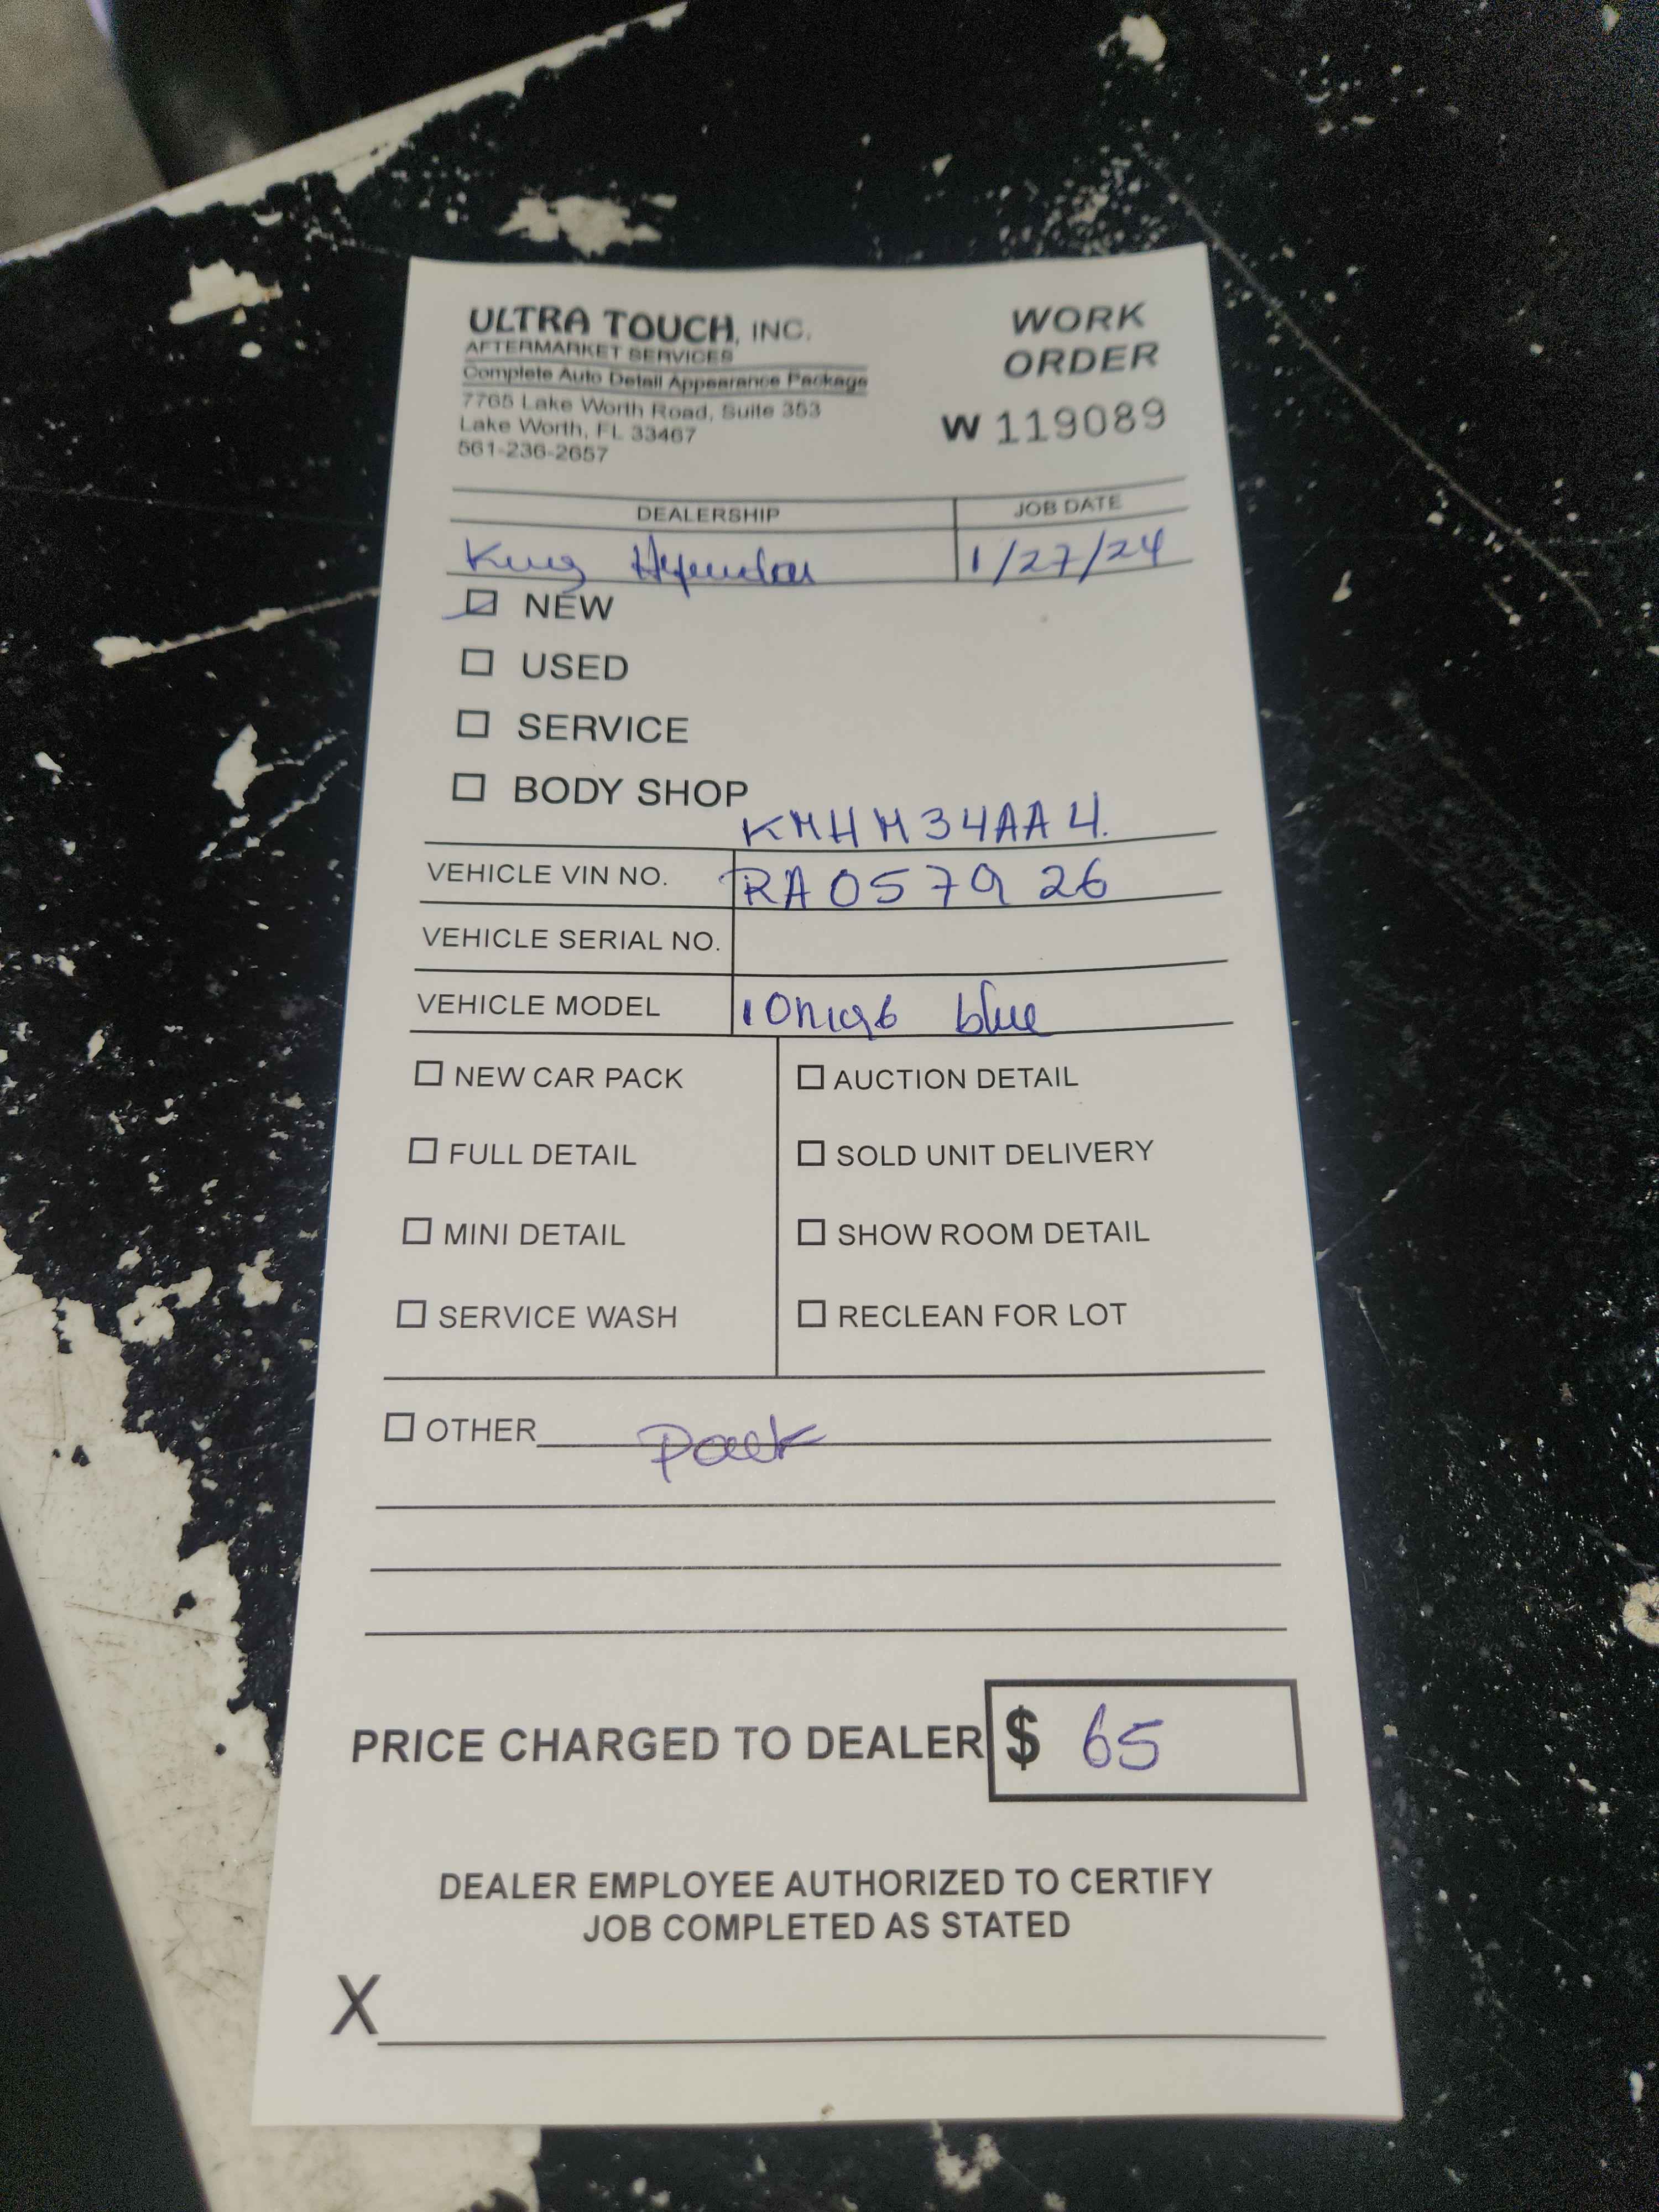 ULTRA TOUCH, INC.
AFTERMARKET SERVICES
Complete Auto Detail Appearance Package
7765 Lake Worth Road, Suite 353
Lake Worth, FL 33467
561-236-2657
WORK
ORDER
W 119089
DEALERSHIP JOB DATE
King Hyundai 1/27/24
NEW
USED
SERVICE
BODY SHOP
KMHM34AA4.
VEHICLE VIN NO. RA057926
VEHICLE SERIAL NO.
VEHICLE MODEL ioniq6 blue
NEW CAR PACK AUCTION DETAIL
FULL DETAIL SOLD UNIT DELIVERY
MINI DETAIL SHOW ROOM DETAIL
SERVICE WASH RECLEAN FOR LOT
OTHER Pack
PRICE CHARGED TO DEALER $ 65
DEALER EMPLOYEE AUTHORIZED TO CERTIFY
JOB COMPLETED AS STATED
X